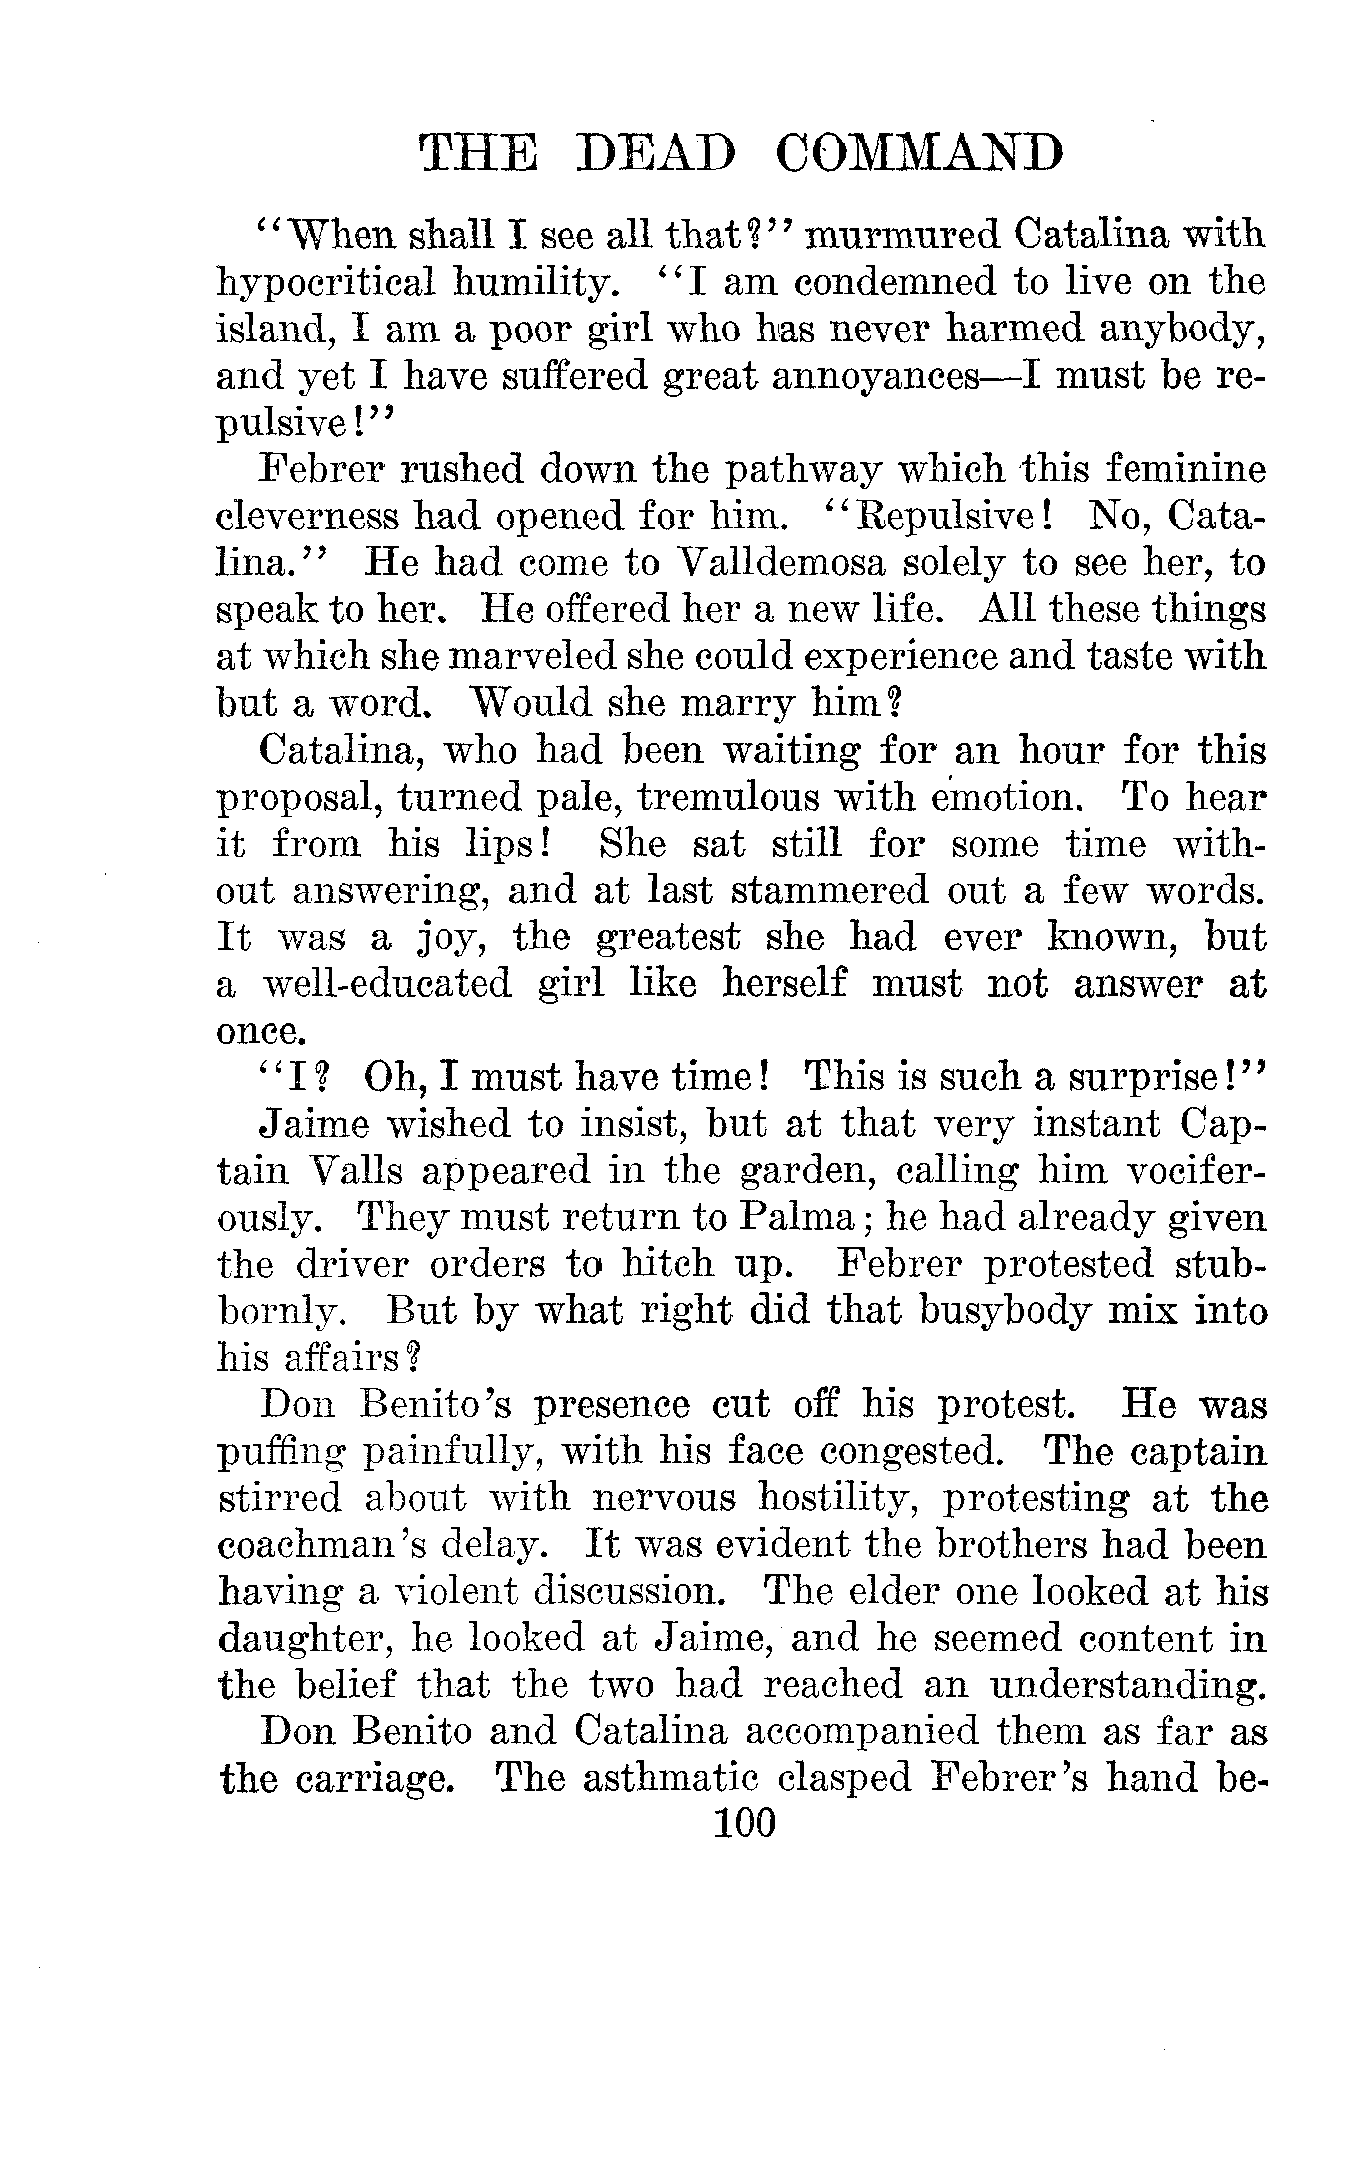 THE DEAD COMMAND
"When shall I see all that?" murmured Catalina with
hypocritical humility. "I am condemned to live on the
island, I am a poor girl who has never harmed anybody,
and yet I have suffered great annoyances—I must be re-
pulsive!"
Febrer rushed down the pathway which this feminine
cleverness had opened for him. "Repulsive! No, Cata-
lina." He had come to Valldemosa solely to see her, to
speak to her. He offered her a new life. All these things
at which she marveled she could experience and taste with
but a word. Would she marry him?
Catalina, who had been waiting for an hour for this
proposal, turned pale, tremulous with emotion. To hear
it from his lips! She sat still for some time with-
out answering, and at last stammered out a few words.
It was a joy, the greatest she had ever known, but
a well-educated girl like herself must not answer at
once.
"I? Oh, I must have time! This is such a surprise!"
Jaime wished to insist, but at that very instant Cap-
tain Valls appeared in the garden, calling him vocifer-
ously. They must return to Palma; he had already given
the driver orders to hitch up. Febrer protested stub-
bornly. But by what right did that busybody mix into
his affairs?
Don Benito's presence cut off his protest. He was
puffing painfully, with his face congested. The captain
stirred about with nervous hostility, protesting at the
coachman's delay. It was evident the brothers had been
having a violent discussion. The elder one looked at his
daughter, he looked at Jaime, and he seemed content in
the belief that the two had reached an understanding.
Don Benito and Catalina accompanied them as far as
the carriage. The asthmatic clasped Febrer's hand be-
100